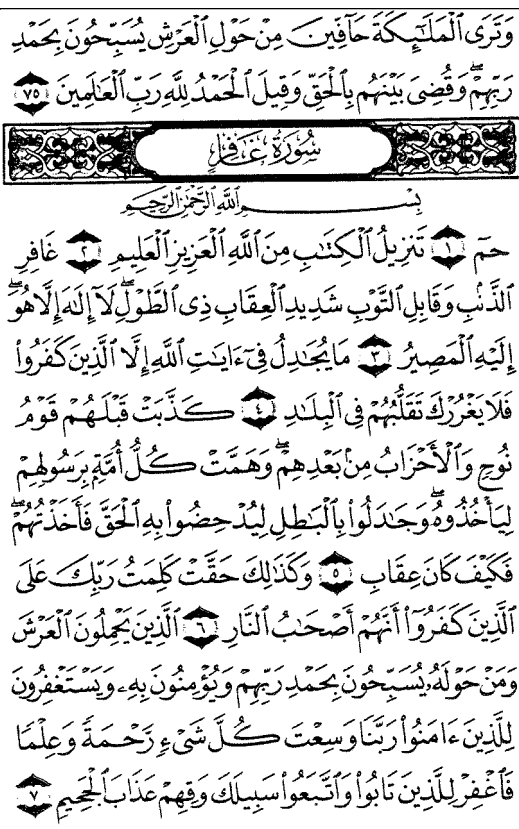 وَتَرَى ٱلْمَلَٰٓئِكَةَ حَآفِّينَ مِنْ حَوْلِ ٱلْعَرْشِ يُسَبِّحُونَ بِحَمْدِ
رَبِّهِمْ ۖ وَقُضِىَ بَيْنَهُم بِٱلْحَقِّ وَقِيلَ ٱلْحَمْدُ لِلَّهِ رَبِّ ٱلْعَٰلَمِينَ ٧٥
سُورَةُ غَافِرٍ
بِسْمِ ٱللَّهِ ٱلرَّحْمَٰنِ ٱلرَّحِيمِ
حمٓ ١ تَنزِيلُ ٱلْكِتَٰبِ مِنَ ٱللَّهِ ٱلْعَزِيزِ ٱلْعَلِيمِ ٢ غَافِرِ
ٱلذَّنۢبِ وَقَابِلِ ٱلتَّوْبِ شَدِيدِ ٱلْعِقَابِ ذِى ٱلطَّوْلِ ۖ لَآ إِلَٰهَ إِلَّا هُوَ ۖ
إِلَيْهِ ٱلْمَصِيرُ ٣ مَا يُجَٰدِلُ فِىٓ ءَايَٰتِ ٱللَّهِ إِلَّا ٱلَّذِينَ كَفَرُوا۟
فَلَا يَغْرُرْكَ تَقَلُّبُهُمْ فِى ٱلْبِلَٰدِ ٤ كَذَّبَتْ قَبْلَهُمْ قَوْمُ
نُوحٍ وَٱلْأَحْزَابُ مِنۢ بَعْدِهِمْ ۖ وَهَمَّتْ كُلُّ أُمَّةٍۭ بِرَسُولِهِمْ
لِيَأْخُذُوهُ ۖ وَجَٰدَلُوا۟ بِٱلْبَٰطِلِ لِيُدْحِضُوا۟ بِهِ ٱلْحَقَّ فَأَخَذْتُهُمْ ۖ
فَكَيْفَ كَانَ عِقَابِ ٥ وَكَذَٰلِكَ حَقَّتْ كَلِمَتُ رَبِّكَ عَلَى
ٱلَّذِينَ كَفَرُوٓا۟ أَنَّهُمْ أَصْحَٰبُ ٱلنَّارِ ٦ ٱلَّذِينَ يَحْمِلُونَ ٱلْعَرْشَ
وَمَنْ حَوْلَهُۥ يُسَبِّحُونَ بِحَمْدِ رَبِّهِمْ وَيُؤْمِنُونَ بِهِۦ وَيَسْتَغْفِرُونَ
لِلَّذِينَ ءَامَنُوا۟ رَبَّنَا وَسِعْتَ كُلَّ شَىْءٍ رَّحْمَةً وَعِلْمًا
فَٱغْفِرْ لِلَّذِينَ تَابُوا۟ وَٱتَّبَعُوا۟ سَبِيلَكَ وَقِهِمْ عَذَابَ ٱلْجَحِيمِ ٧